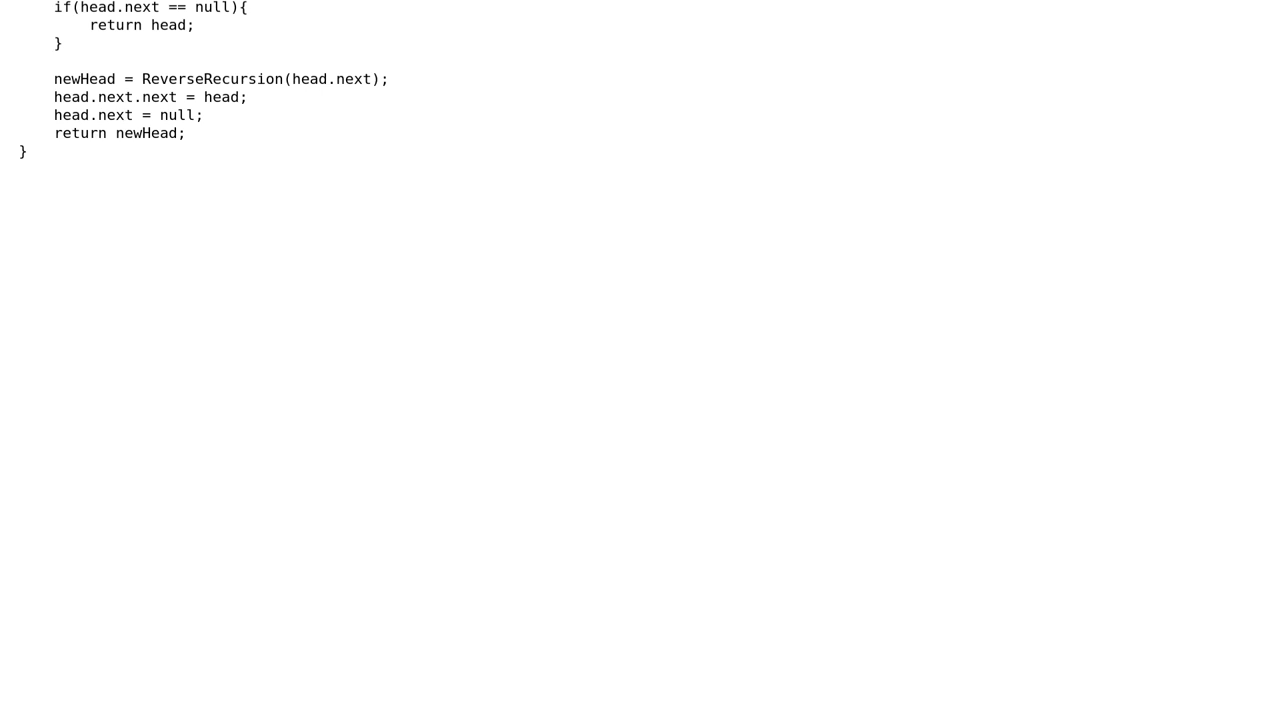 if(head.next == null){
return head;
}
newHead = ReverseRecursion(head.next);
head.next.next = head;
head.next = null;
return newHead;
}